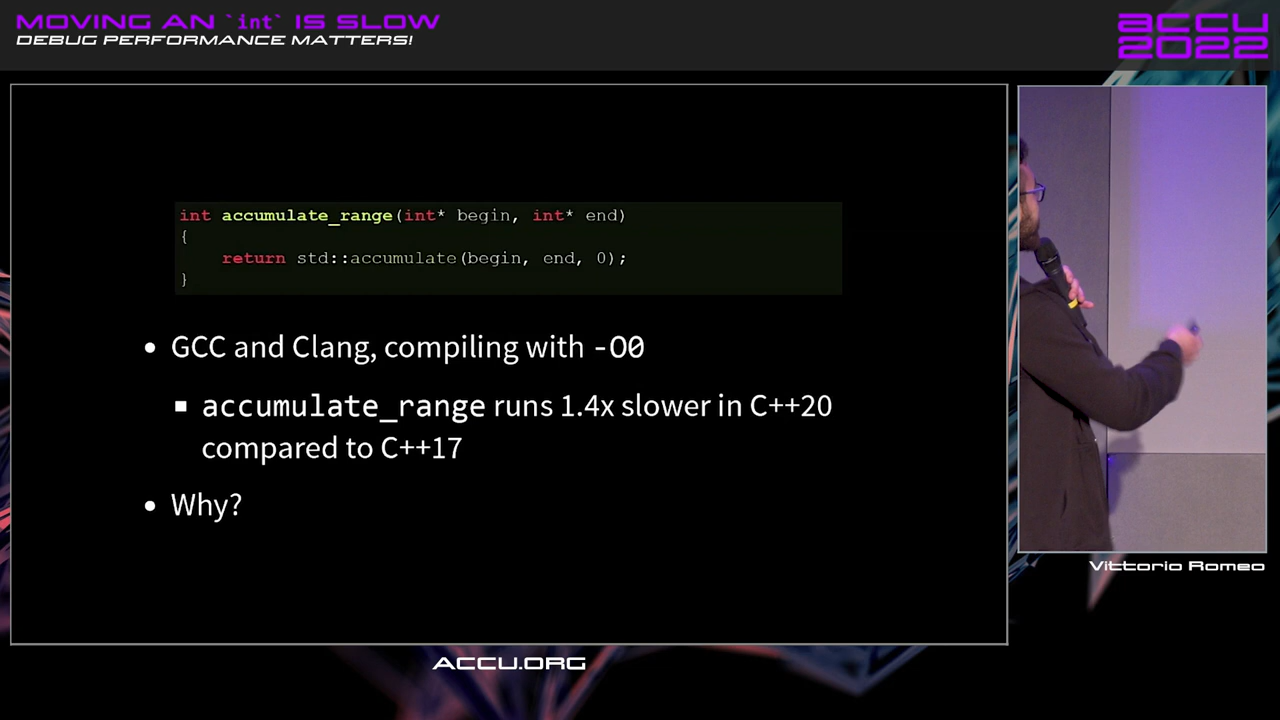 MOVING AN `int` IS SLOW
DEBUG PERFORMANCE MATTERS!
accu
2022
int accumulate_range(int* begin, int* end)
{
    return std::accumulate(begin, end, 0);
}
• GCC and Clang, compiling with -O0
▪ accumulate_range runs 1.4x slower in C++20
compared to C++17
• Why?
Vittorio Romeo
ACCU.ORG